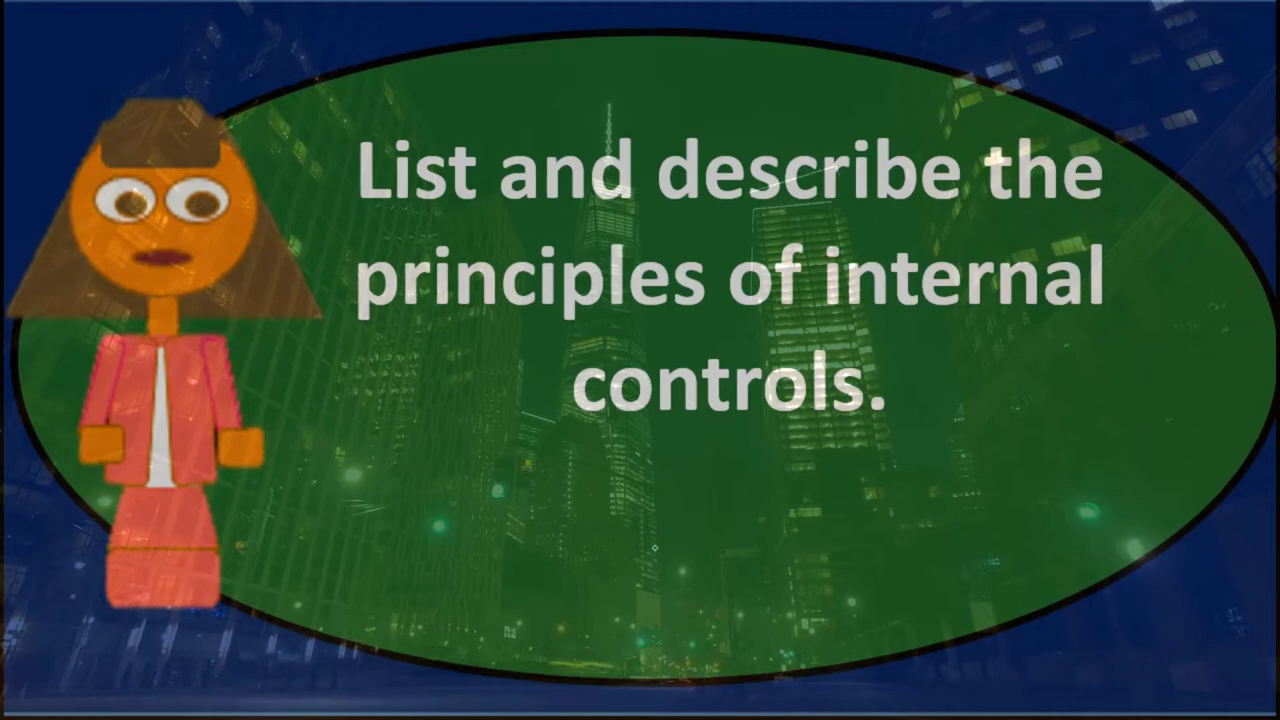 List and describe the
principles of internal
controls.